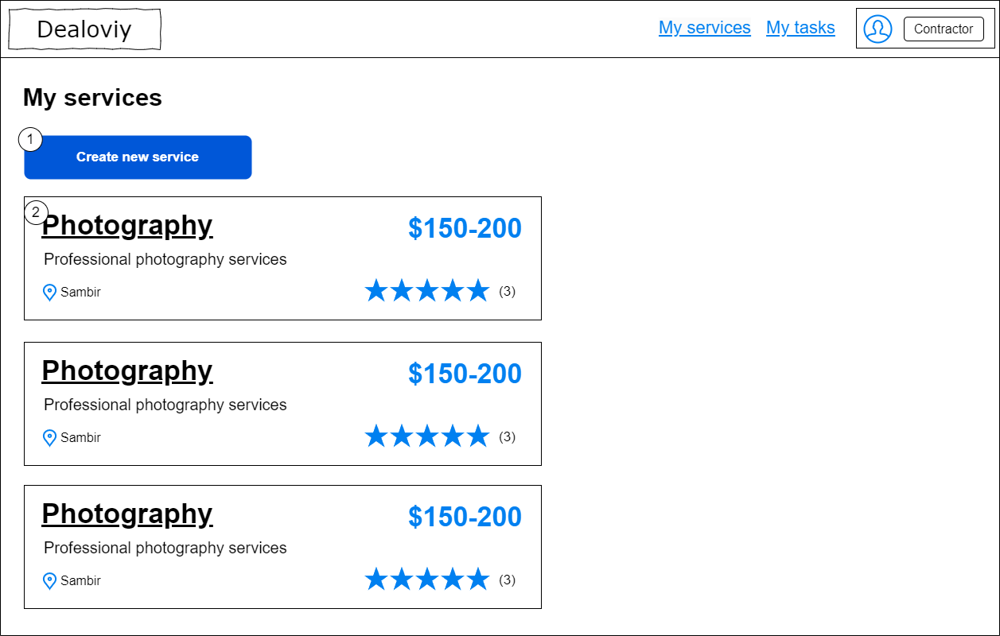 Dealoviy
My services My tasks Contractor
My services
1
Create new service
2
Photography $150-200
Professional photography services
Sambir (3)
Photography $150-200
Professional photography services
Sambir (3)
Photography $150-200
Professional photography services
Sambir (3)